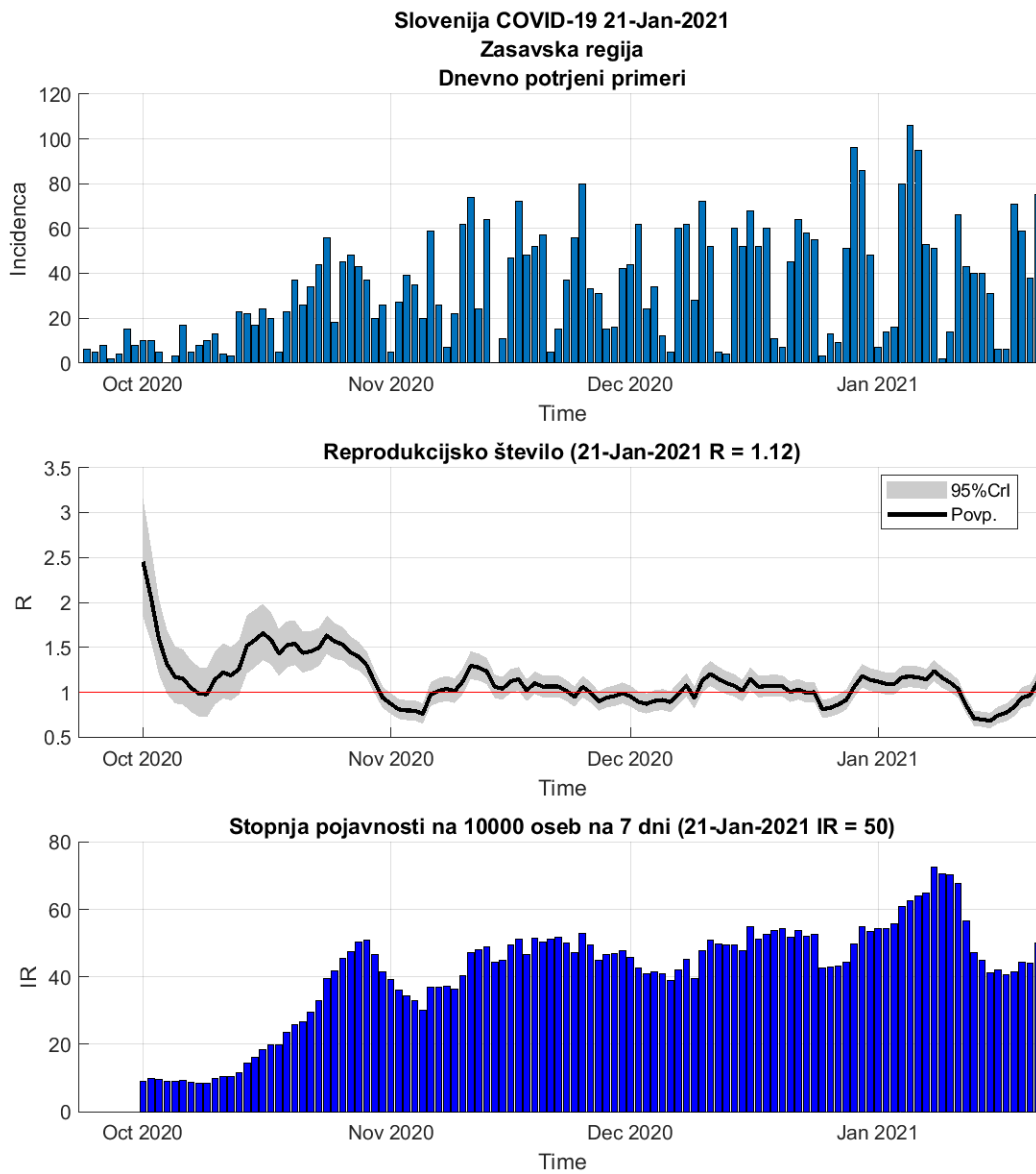 Slovenija COVID-19 21-Jan-2021
Zasavska regija
Dnevno potrjeni primeri
120
100
80
60
40
20
0
Incidenca
Oct 2020 Nov 2020 Dec 2020 Jan 2021
Time
Reprodukcijsko število (21-Jan-2021 R = 1.12)
3.5
3
2.5
2
1.5
1
0.5
R
95%CrI
Povp.
Oct 2020 Nov 2020 Dec 2020 Jan 2021
Time
Stopnja pojavnosti na 10000 oseb na 7 dni (21-Jan-2021 IR = 50)
80
60
40
20
0
IR
Oct 2020 Nov 2020 Dec 2020 Jan 2021
Time